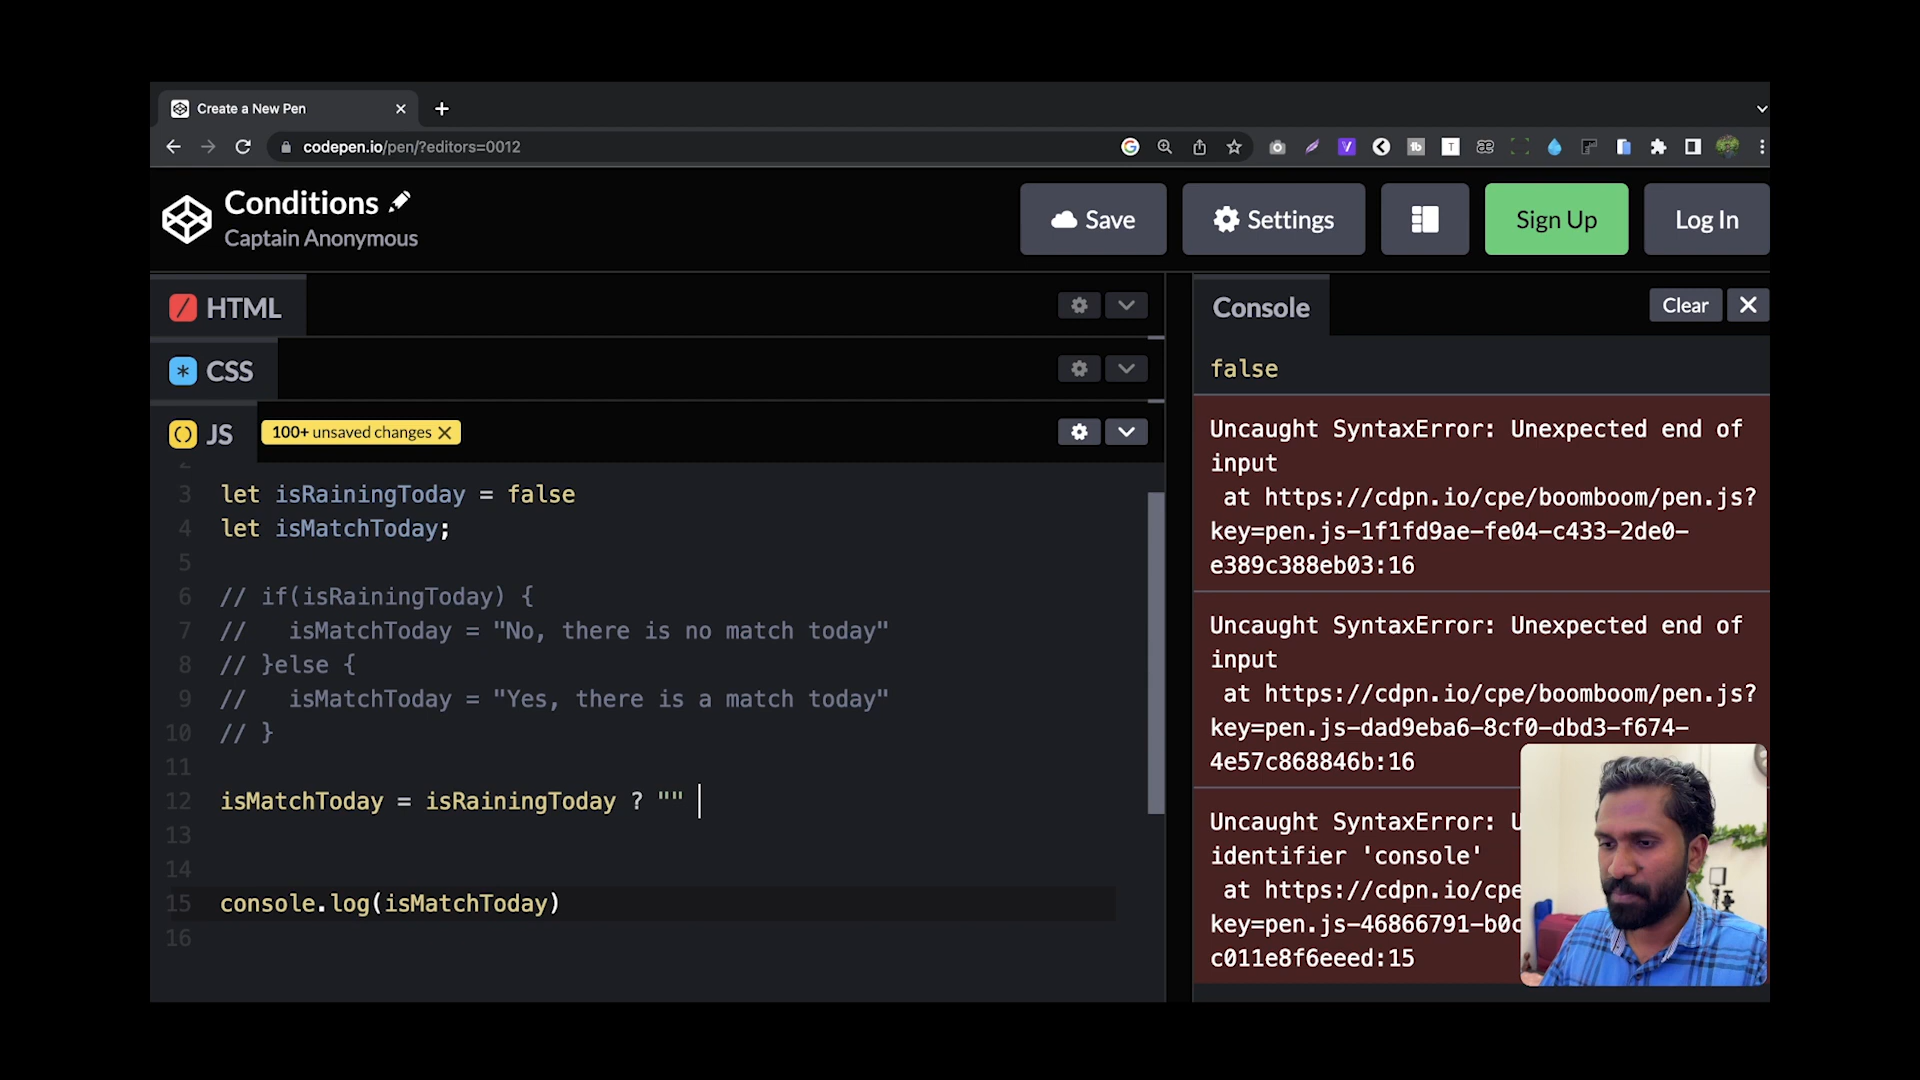 Create a New Pen
codepen.io/pen/?editors=0012
Conditions
Captain Anonymous
Save
Settings
Sign Up
Log In
HTML
CSS
JS
100+ unsaved changes
3 let isRainingToday = false
4 let isMatchToday;
5
6 // if(isRainingToday) {
7 //   isMatchToday = "No, there is no match today"
8 // }else {
9 //   isMatchToday = "Yes, there is a match today"
10 // }
11
12 isMatchToday = isRainingToday ? ""
13
14
15 console.log(isMatchToday)
16
Console
Clear
false
Uncaught SyntaxError: Unexpected end of
input
at https://cdpn.io/cpe/boomboom/pen.js?
key=pen.js-1f1fd9ae-fe04-c433-2de0-
e389c388eb03:16
Uncaught SyntaxError: Unexpected end of
input
at https://cdpn.io/cpe/boomboom/pen.js?
key=pen.js-dad9eba6-8cf0-dbd3-f674-
4e57c868846b:16
Uncaught SyntaxError:
identifier 'console'
at https://cdpn.io/cpe
key=pen.js-46866791-b0c
c011e8f6eeed:15